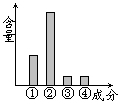 含量
① ② ③ ④ 成分